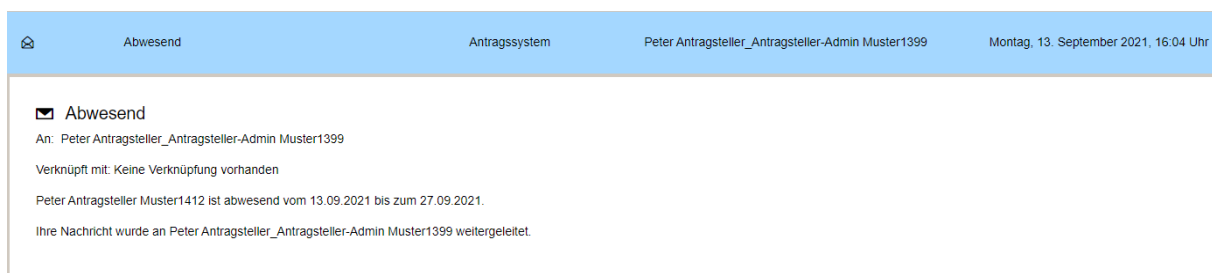 Abwesend Antragssystem Peter Antragsteller_Antragsteller-Admin Muster1399 Montag, 13. September 2021, 16:04 Uhr
Abwesend
An: Peter Antragsteller_Antragsteller-Admin Muster1399
Verknüpft mit: Keine Verknüpfung vorhanden
Peter Antragsteller Muster1412 ist abwesend vom 13.09.2021 bis zum 27.09.2021.
Ihre Nachricht wurde an Peter Antragsteller_Antragsteller-Admin Muster1399 weitergeleitet.